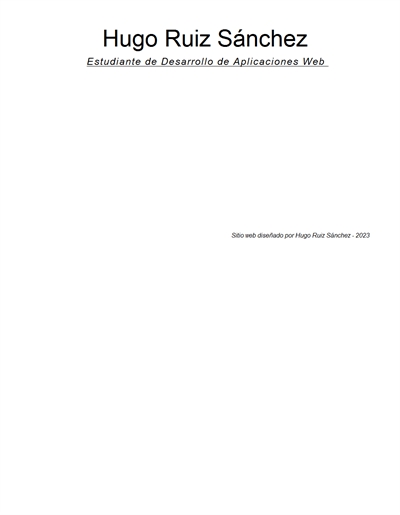 Hugo Ruiz Sánchez
Estudiante de Desarrollo de Aplicaciones Web
Sitio web diseñado por Hugo Ruiz Sánchez - 2023